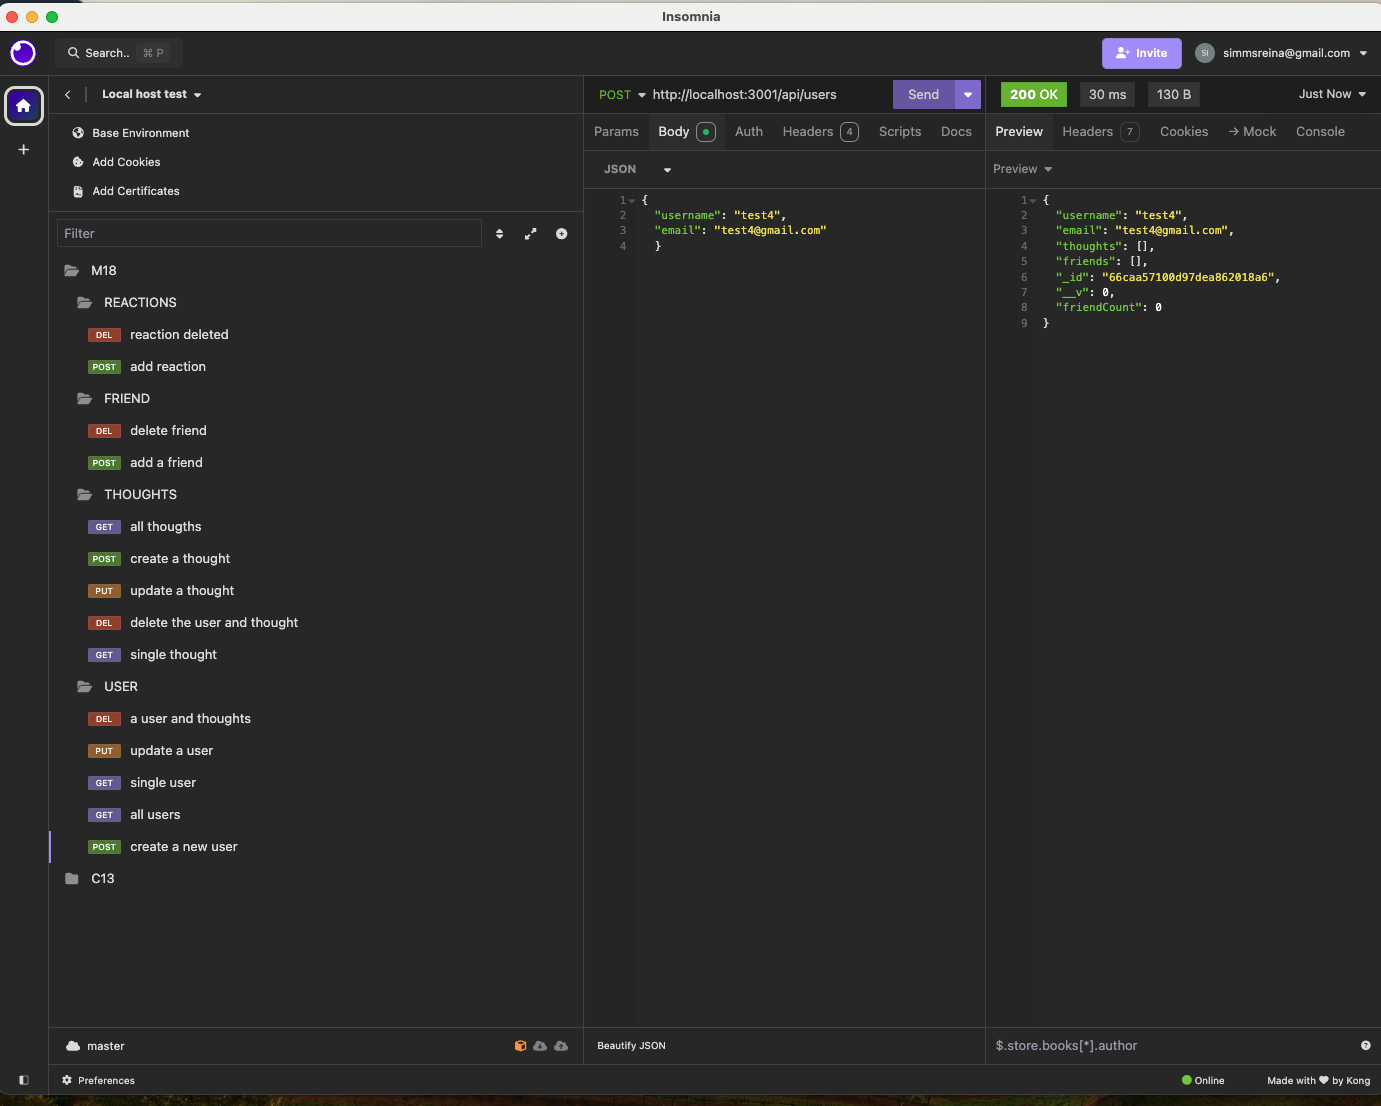 Insomnia
Search.. ⌘ P
Invite
SI simmsreina@gmail.com
Local host test
Base Environment
Add Cookies
Add Certificates
Filter
M18
REACTIONS
DEL reaction deleted
POST add reaction
FRIEND
DEL delete friend
POST add a friend
THOUGHTS
GET all thougths
POST create a thought
PUT update a thought
DEL delete the user and thought
GET single thought
USER
DEL a user and thoughts
PUT update a user
GET single user
GET all users
POST create a new user
C13
master
Preferences
POST http://localhost:3001/api/users Send
Params Body Auth Headers 4 Scripts Docs
JSON
1 {
2 "username": "test4",
3 "email": "test4@gmail.com"
4 }
Beautify JSON
200 OK 30 ms 130 B Just Now
Preview Headers 7 Cookies → Mock Console
Preview
1 {
2 "username": "test4",
3 "email": "test4@gmail.com",
4 "thoughts": [],
5 "friends": [],
6 "_id": "66caa57100d97dea862018a6",
7 "__v": 0,
8 "friendCount": 0
9 }
$.store.books[*].author
Online
Made with ♥ by Kong